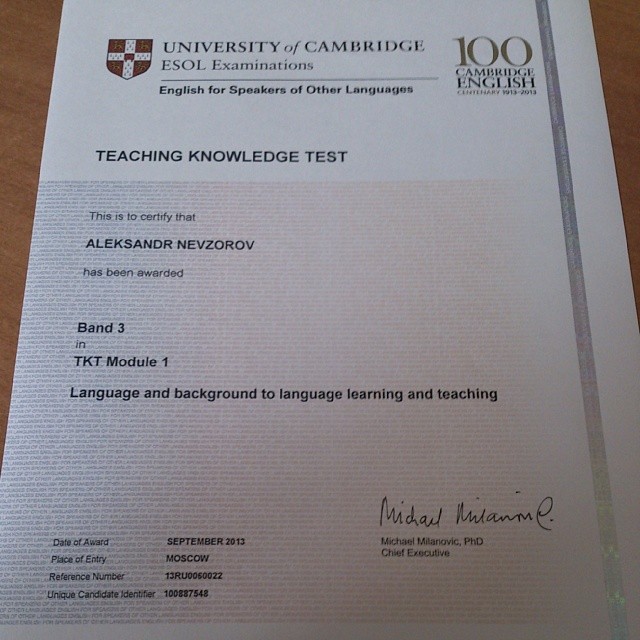 UNIVERSITY of CAMBRIDGE
ESOL Examinations
English for Speakers of Other Languages
100
CAMBRIDGE
ENGLISH
CENTENARY 1913-2013
TEACHING KNOWLEDGE TEST
This is to certify that
ALEKSANDR NEVZOROV
has been awarded
Band 3
in
TKT Module 1
Language and background to language learning and teaching
Michael Milanovic
Michael Milanovic, PhD
Chief Executive
Date of Award SEPTEMBER 2013
Place of Entry MOSCOW
Reference Number 13RU0060022
Unique Candidate Identifier 100887548